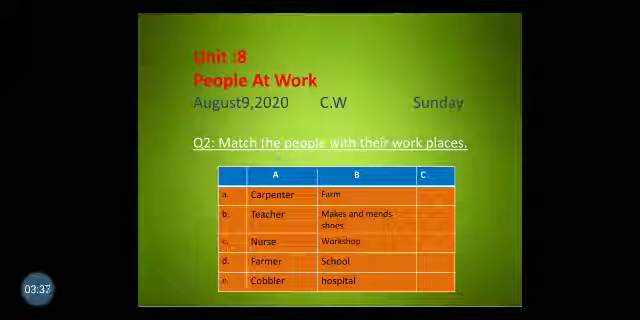 Unit :8
People At Work
August9,2020 C.W Sunday
Q2: Match the people with their work places.
A B C
a. Carpenter Farm
b. Teacher Makes and mends
shoes
c. Nurse Workshop
d. Farmer School
e. Cobbler hospital
03:37